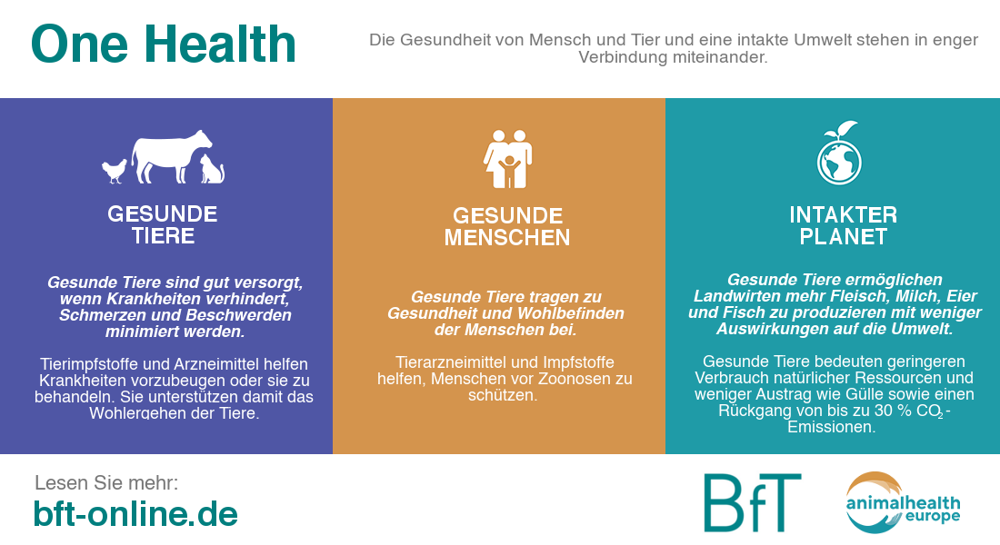 One Health
Die Gesundheit von Mensch und Tier und eine intakte Umwelt stehen in enger
Verbindung miteinander.
GESUNDE
TIERE
Gesunde Tiere sind gut versorgt,
wenn Krankheiten verhindert,
Schmerzen und Beschwerden
minimiert werden.
Tierimpfstoffe und Arzneimittel helfen
Krankheiten vorzubeugen oder sie zu
behandeln. Sie unterstützen damit das
Wohlergehen der Tiere.
GESUNDE
MENSCHEN
Gesunde Tiere tragen zu
Gesundheit und Wohlbefinden
der Menschen bei.
Tierarzneimittel und Impfstoffe
helfen, Menschen vor Zoonosen zu
schützen.
INTAKTER
PLANET
Gesunde Tiere ermöglichen
Landwirten mehr Fleisch, Milch, Eier
und Fisch zu produzieren mit weniger
Auswirkungen auf die Umwelt.
Gesunde Tiere bedeuten geringeren
Verbrauch natürlicher Ressourcen und
weniger Austrag wie Gülle sowie einen
Rückgang von bis zu 30 % CO₂-
Emissionen.
Lesen Sie mehr:
bft-online.de
BfT
animalhealth
europe